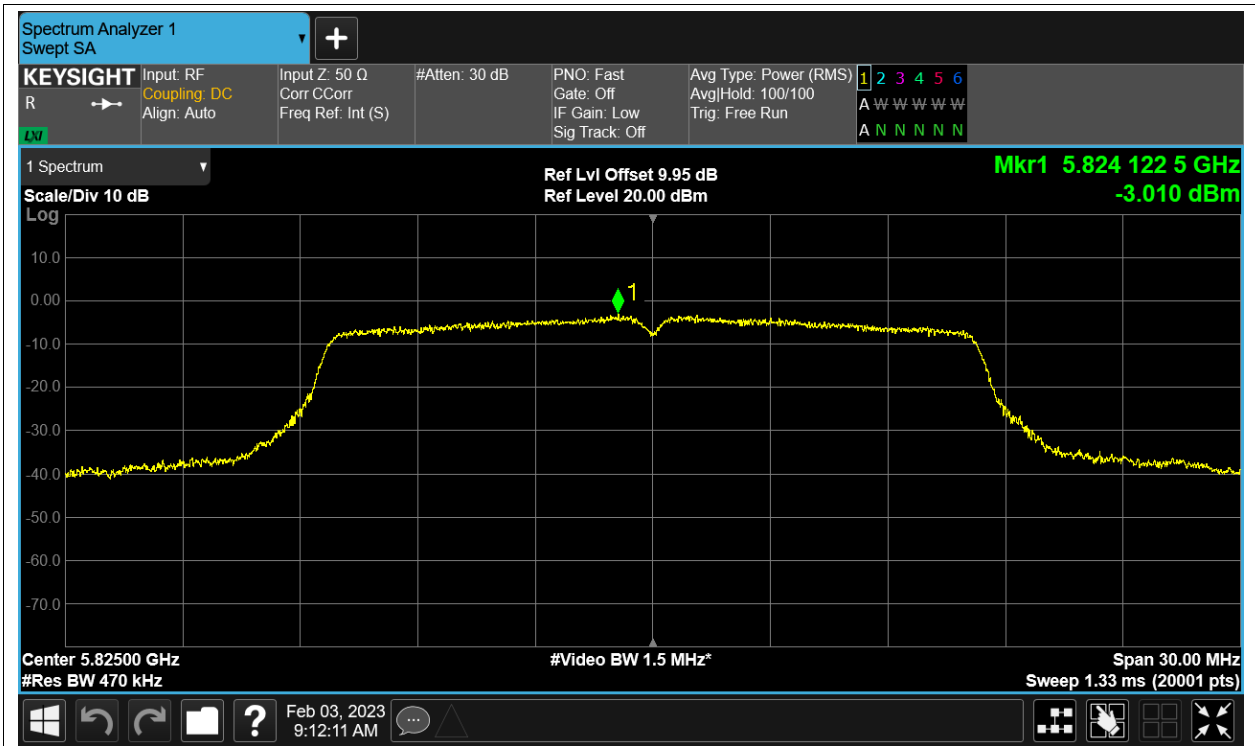 Spectrum Analyzer 1
Swept SA
+
KEYSIGHT
R
LXI
Input: RF
Coupling: DC
Align: Auto
Input Z: 50 Ω
Corr CCorr
Freq Ref: Int (S)
#Atten: 30 dB
PNO: Fast
Gate: Off
IF Gain: Low
Sig Track: Off
Avg Type: Power (RMS)
Avg|Hold: 100/100
Trig: Free Run
1 2 3 4 5 6
A W W W W W
A N N N N N
1 Spectrum
Scale/Div 10 dB
Log
Ref Lvl Offset 9.95 dB
Ref Level 20.00 dBm
Mkr1 5.824 122 5 GHz
-3.010 dBm
10.0
0.00
1
-10.0
-20.0
-30.0
-40.0
-50.0
-60.0
-70.0
Center 5.82500 GHz
#Video BW 1.5 MHz*
Span 30.00 MHz
#Res BW 470 kHz
Sweep 1.33 ms (20001 pts)
?
Feb 03, 2023
9:12:11 AM